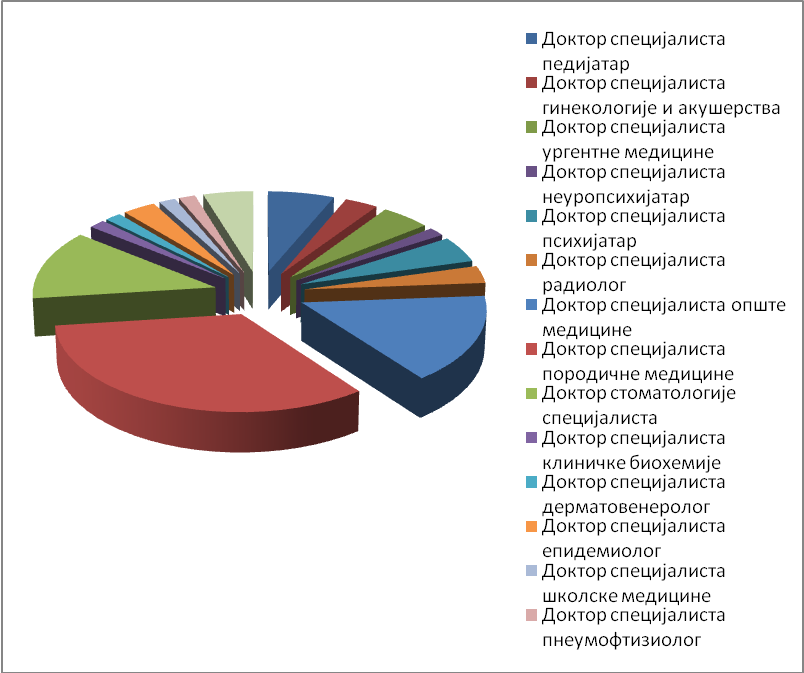 Доктор специјалиста
педијатар
Доктор специјалиста
гинекологије и акушерства
Доктор специјалиста
ургентне медицине
Доктор специјалиста
неуропсихијатар
Доктор специјалиста
психијатар
Доктор специјалиста
радиолог
Доктор специјалиста опште
медицине
Доктор специјалиста
породичне медицине
Доктор стоматологије
специјалиста
Доктор специјалиста
клиничке биохемије
Доктор специјалиста
дерматовенеролог
Доктор специјалиста
епидемиолог
Доктор специјалиста
школске медицине
Доктор специјалиста
пнеумофтизиолог